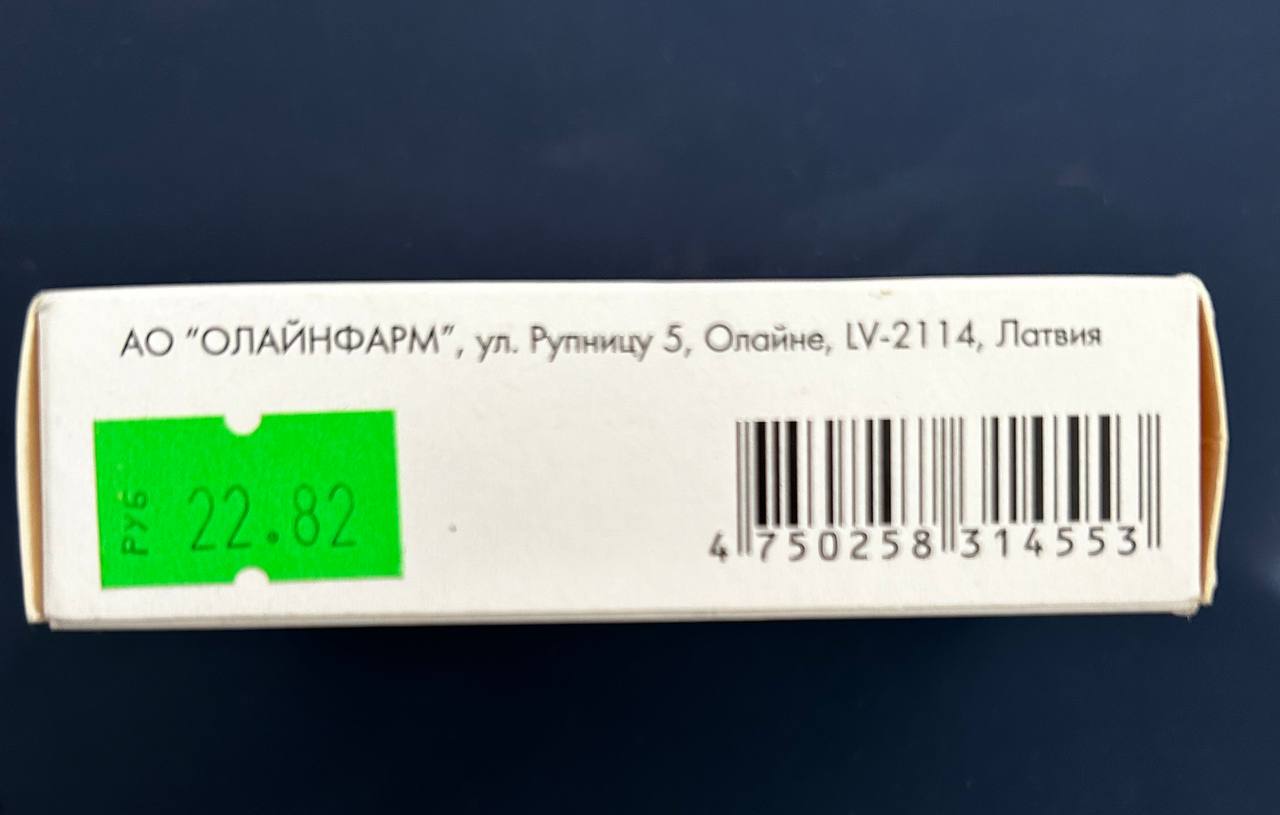 АО "ОЛАЙНФАРМ", ул. Рупницу 5, Олайне, LV-2114, Латвия
РУБ 22.82
4 750258 314553